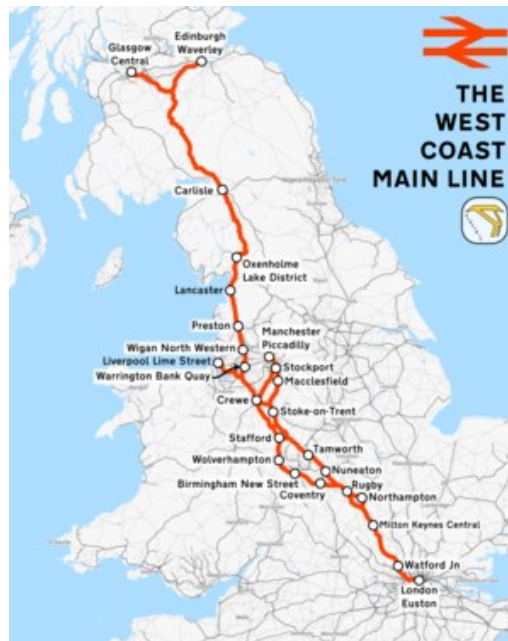 Edinburgh
Waverley
Glasgow
Central
THE
WEST
COAST
MAIN LINE
Carlisle
Oxenholme
Lake District
Lancaster
Preston
Manchester
Piccadilly
Wigan North Western
Liverpool Lime Street
Warrington Bank Quay
Stockport
Macclesfield
Crewe
Stoke-on-Trent
Stafford
Tamworth
Wolverhampton
Nuneaton
Birmingham New Street
Rugby
Coventry
Northampton
Milton Keynes Central
Watford Jn
London
Euston